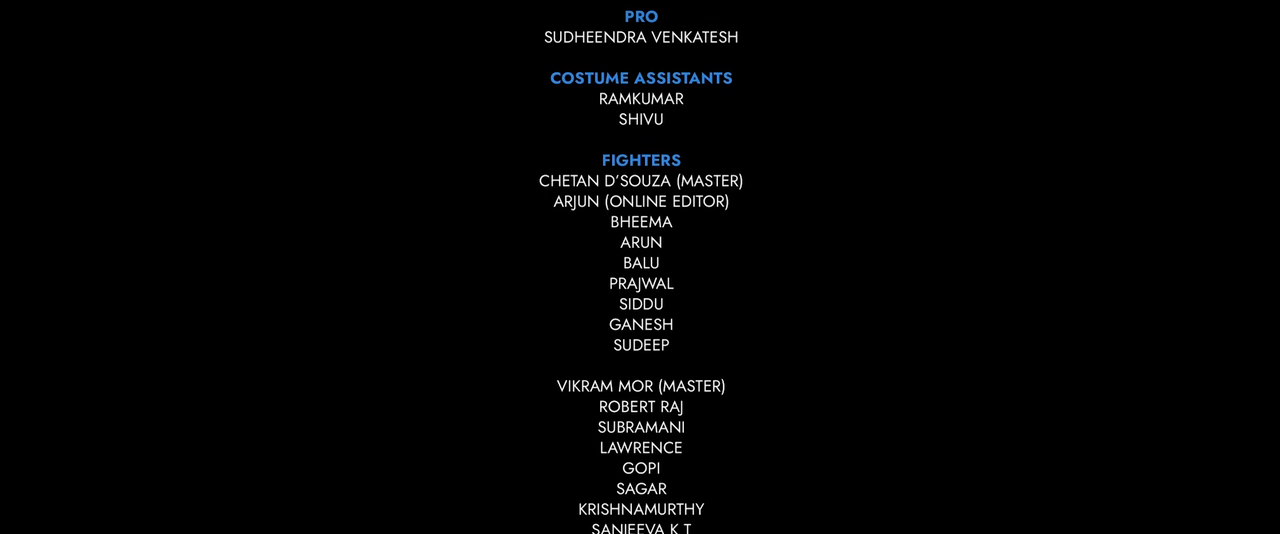 PRO
SUDHEENDRA VENKATESH
COSTUME ASSISTANTS
RAMKUMAR
SHIVU
FIGHTERS
CHETAN D'SOUZA (MASTER)
ARJUN (ONLINE EDITOR)
BHEEMA
ARUN
BALU
PRAJWAL
SIDDU
GANESH
SUDEEP
VIKRAM MOR (MASTER)
ROBERT RAJ
SUBRAMANI
LAWRENCE
GOPI
SAGAR
KRISHNAMURTHY
SANJEEVA K T